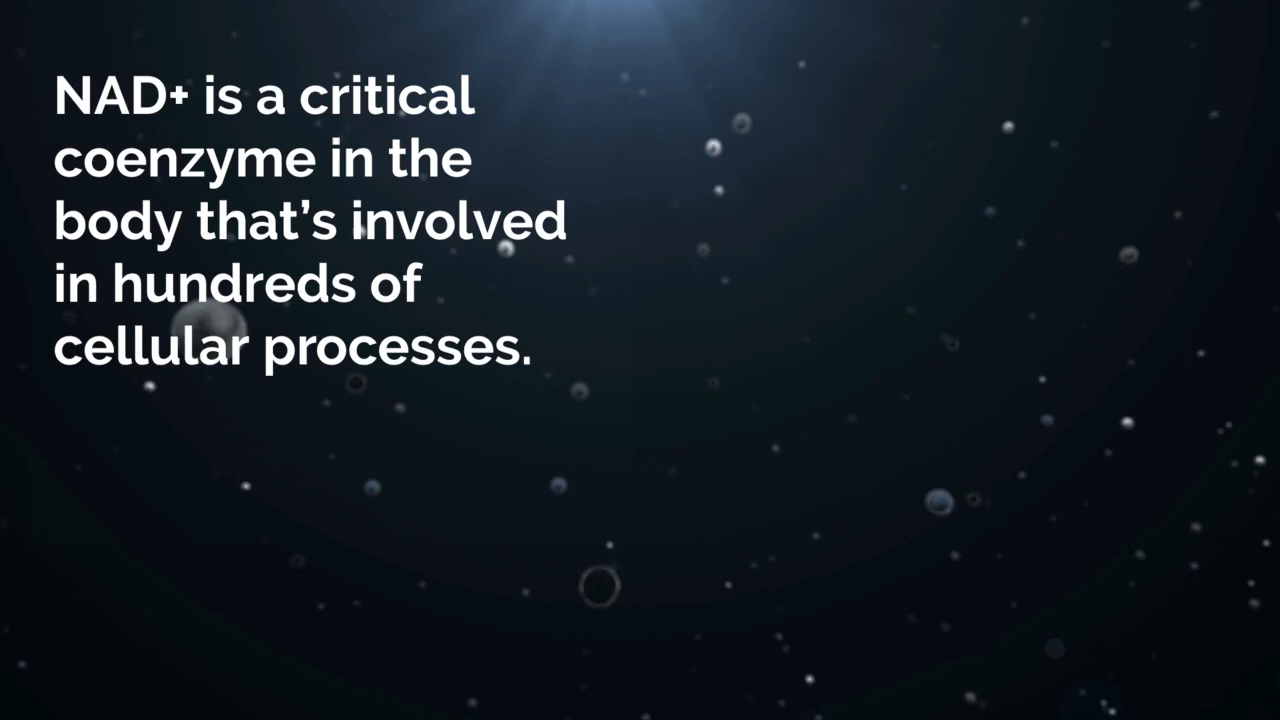 NAD+ is a critical
coenzyme in the
body that’s involved
in hundreds of
cellular processes.